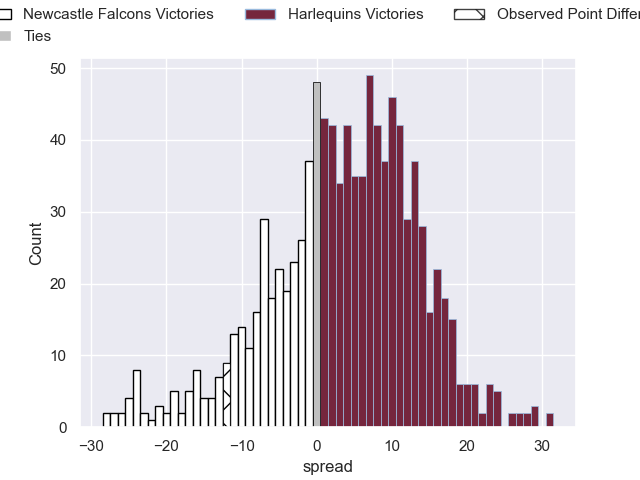 Newcastle Falcons Victories Harlequins Victories Observed Point
Ties
50
40
30
20
10
0
Count
−30 −20 −10 0 10 20 30
spread